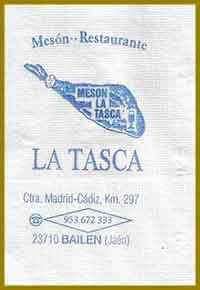 Mesón··Restaurante
MESON
LA
TASCA
LA TASCA
Ctra. Madrid-Cádiz, Km. 297
☎ 953 672 333
23710 BAILEN (Jaén)